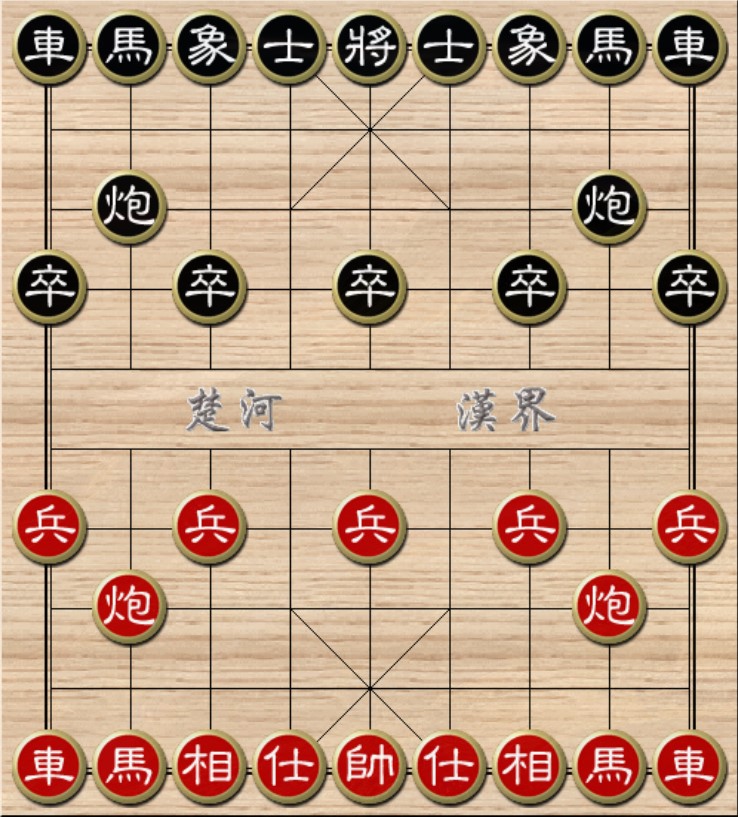 車馬象士將士象馬車
炮炮
卒卒卒卒卒
楚河 漢界
兵兵兵兵兵
炮炮
車馬相仕帥仕相馬車